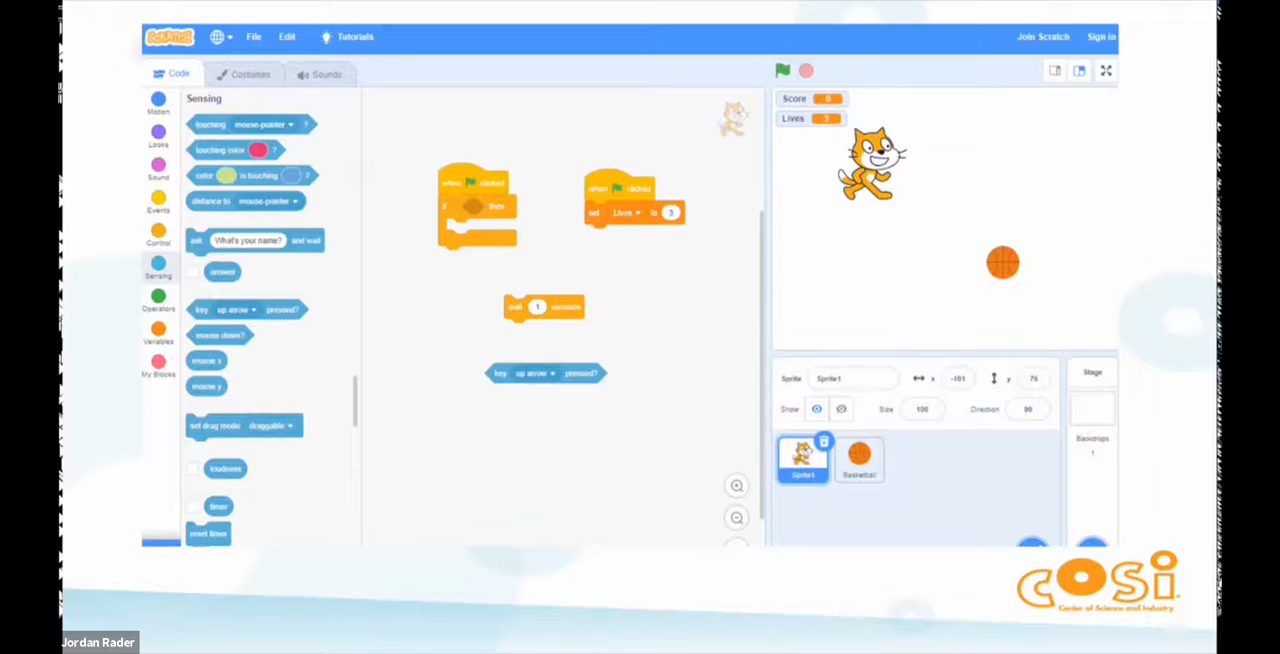 SCRATCH File Edit Tutorials Join Scratch Sign in
Code Costumes Sounds
Motion
Looks
Sound
Events
Control
Sensing
Operators
Variables
My Blocks
Sensing
touching mouse-pointer ?
touching color ?
color is touching ?
distance to mouse-pointer
ask What's your name? and wait
answer
key up arrow pressed?
mouse down?
mouse x
mouse y
set drag mode draggable
loudness
timer
reset timer
when clicked
if then
when clicked
set Lives to 3
wait 1 seconds
key up arrow pressed?
Score 0
Lives 3
Sprite Sprite1 x -101 y 76
Show Size 100 Direction 90
Sprite1 Basketball
Stage
Backdrops
1
COSI
Center of Science and Industry
Jordan Rader